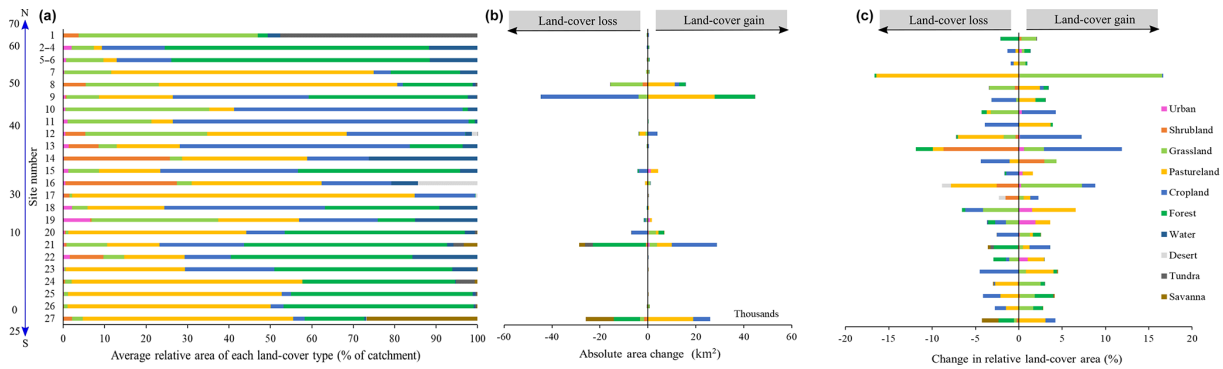 N
70
60
50
40
30
10
0
25
S
Site number
(a)
1
2–4
5–6
7
8
9
10
11
12
13
14
15
16
17
18
19
20
21
22
23
24
25
26
27
0
10
20
30
40
50
60
70
80
90
100
Average relative area of each land-cover type (% of catchment)
(b)
Land-cover loss
Land-cover gain
Thousands
-60
-40
-20
0
20
40
60
Absolute area change (km²)
(c)
Land-cover loss
Land-cover gain
-20
-15
-10
-5
0
5
10
15
20
Change in relative land-cover area (%)
Urban
Shrubland
Grassland
Pastureland
Cropland
Forest
Water
Desert
Tundra
Savanna